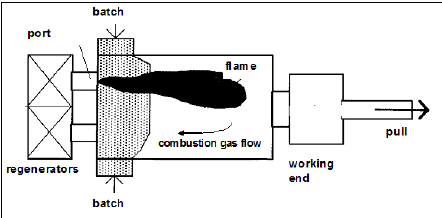 batch
port
flame
combustion gas flow
pull
regenerators
working
end
batch